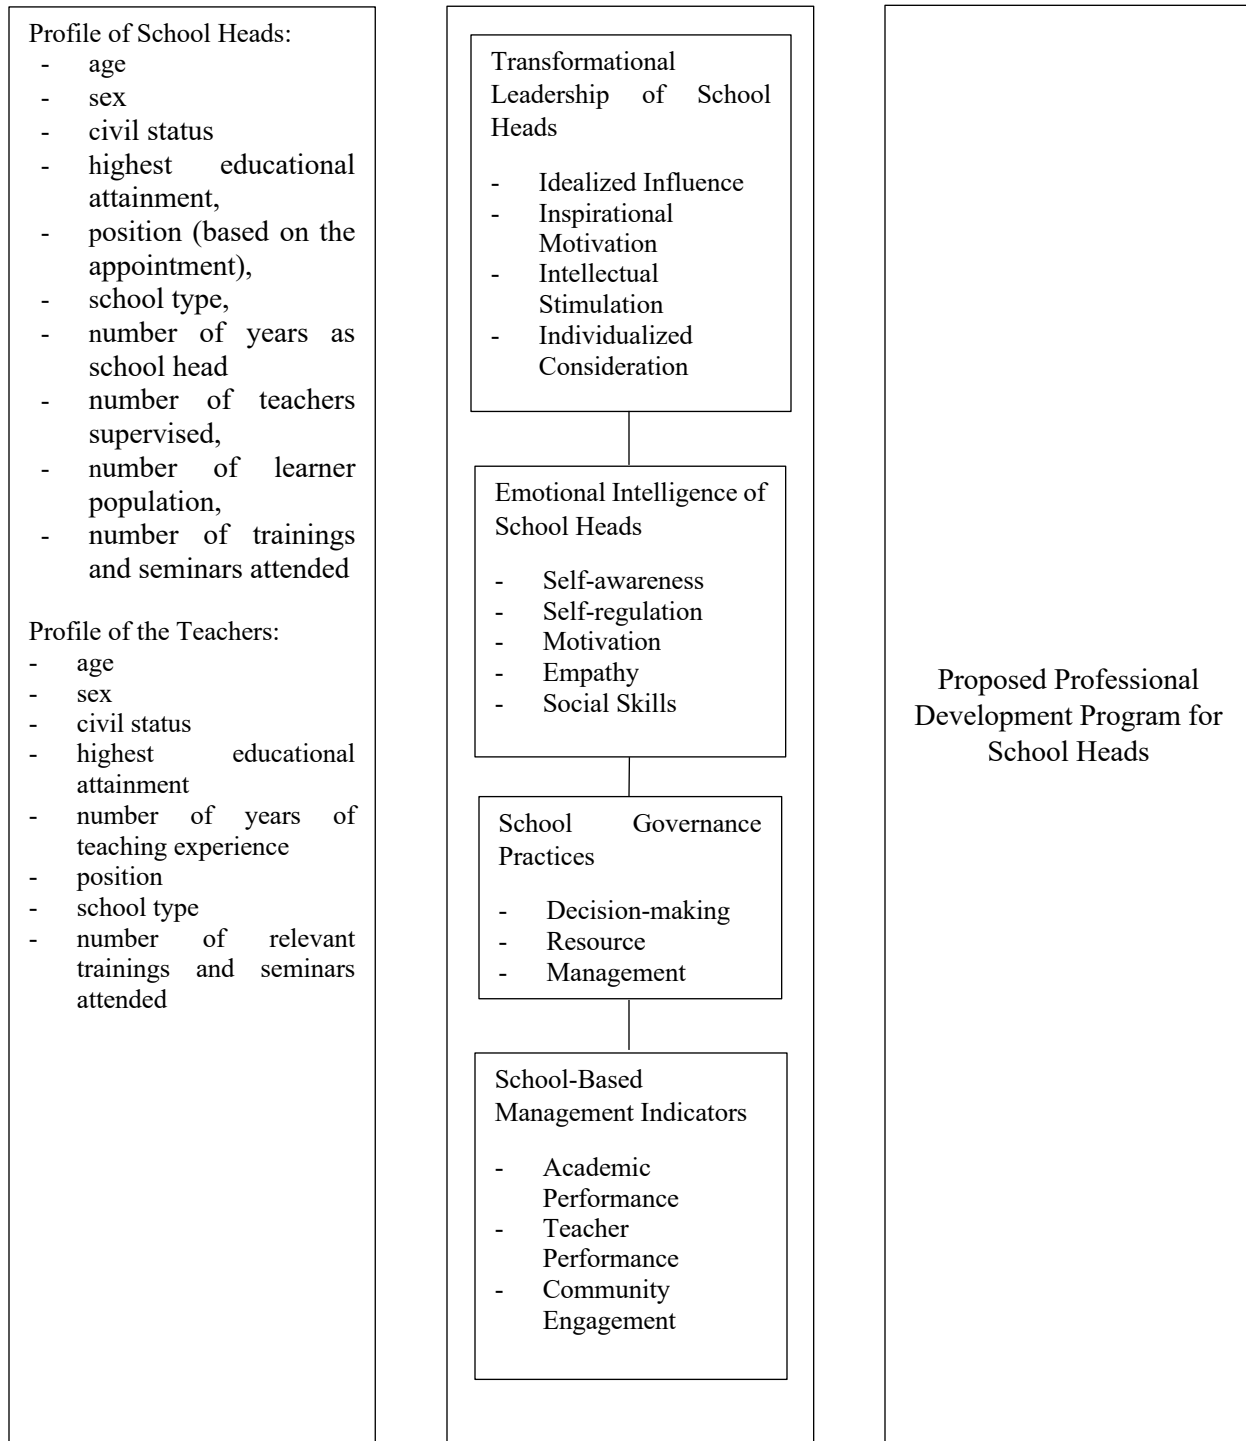 Profile of School Heads:
- age
- sex
- civil status
- highest educational
attainment,
- position (based on the
appointment),
- school type,
- number of years as
school head
- number of teachers
supervised,
- number of learner
population,
- number of trainings
and seminars attended
Profile of the Teachers:
- age
- sex
- civil status
- highest educational
attainment
- number of years of
teaching experience
- position
- school type
- number of relevant
trainings and seminars
attended
Transformational
Leadership of School
Heads
- Idealized Influence
- Inspirational
Motivation
- Intellectual
Stimulation
- Individualized
Consideration
Emotional Intelligence of
School Heads
- Self-awareness
- Self-regulation
- Motivation
- Empathy
- Social Skills
School Governance
Practices
- Decision-making
- Resource
- Management
School-Based
Management Indicators
- Academic
Performance
- Teacher
Performance
- Community
Engagement
Proposed Professional
Development Program for
School Heads